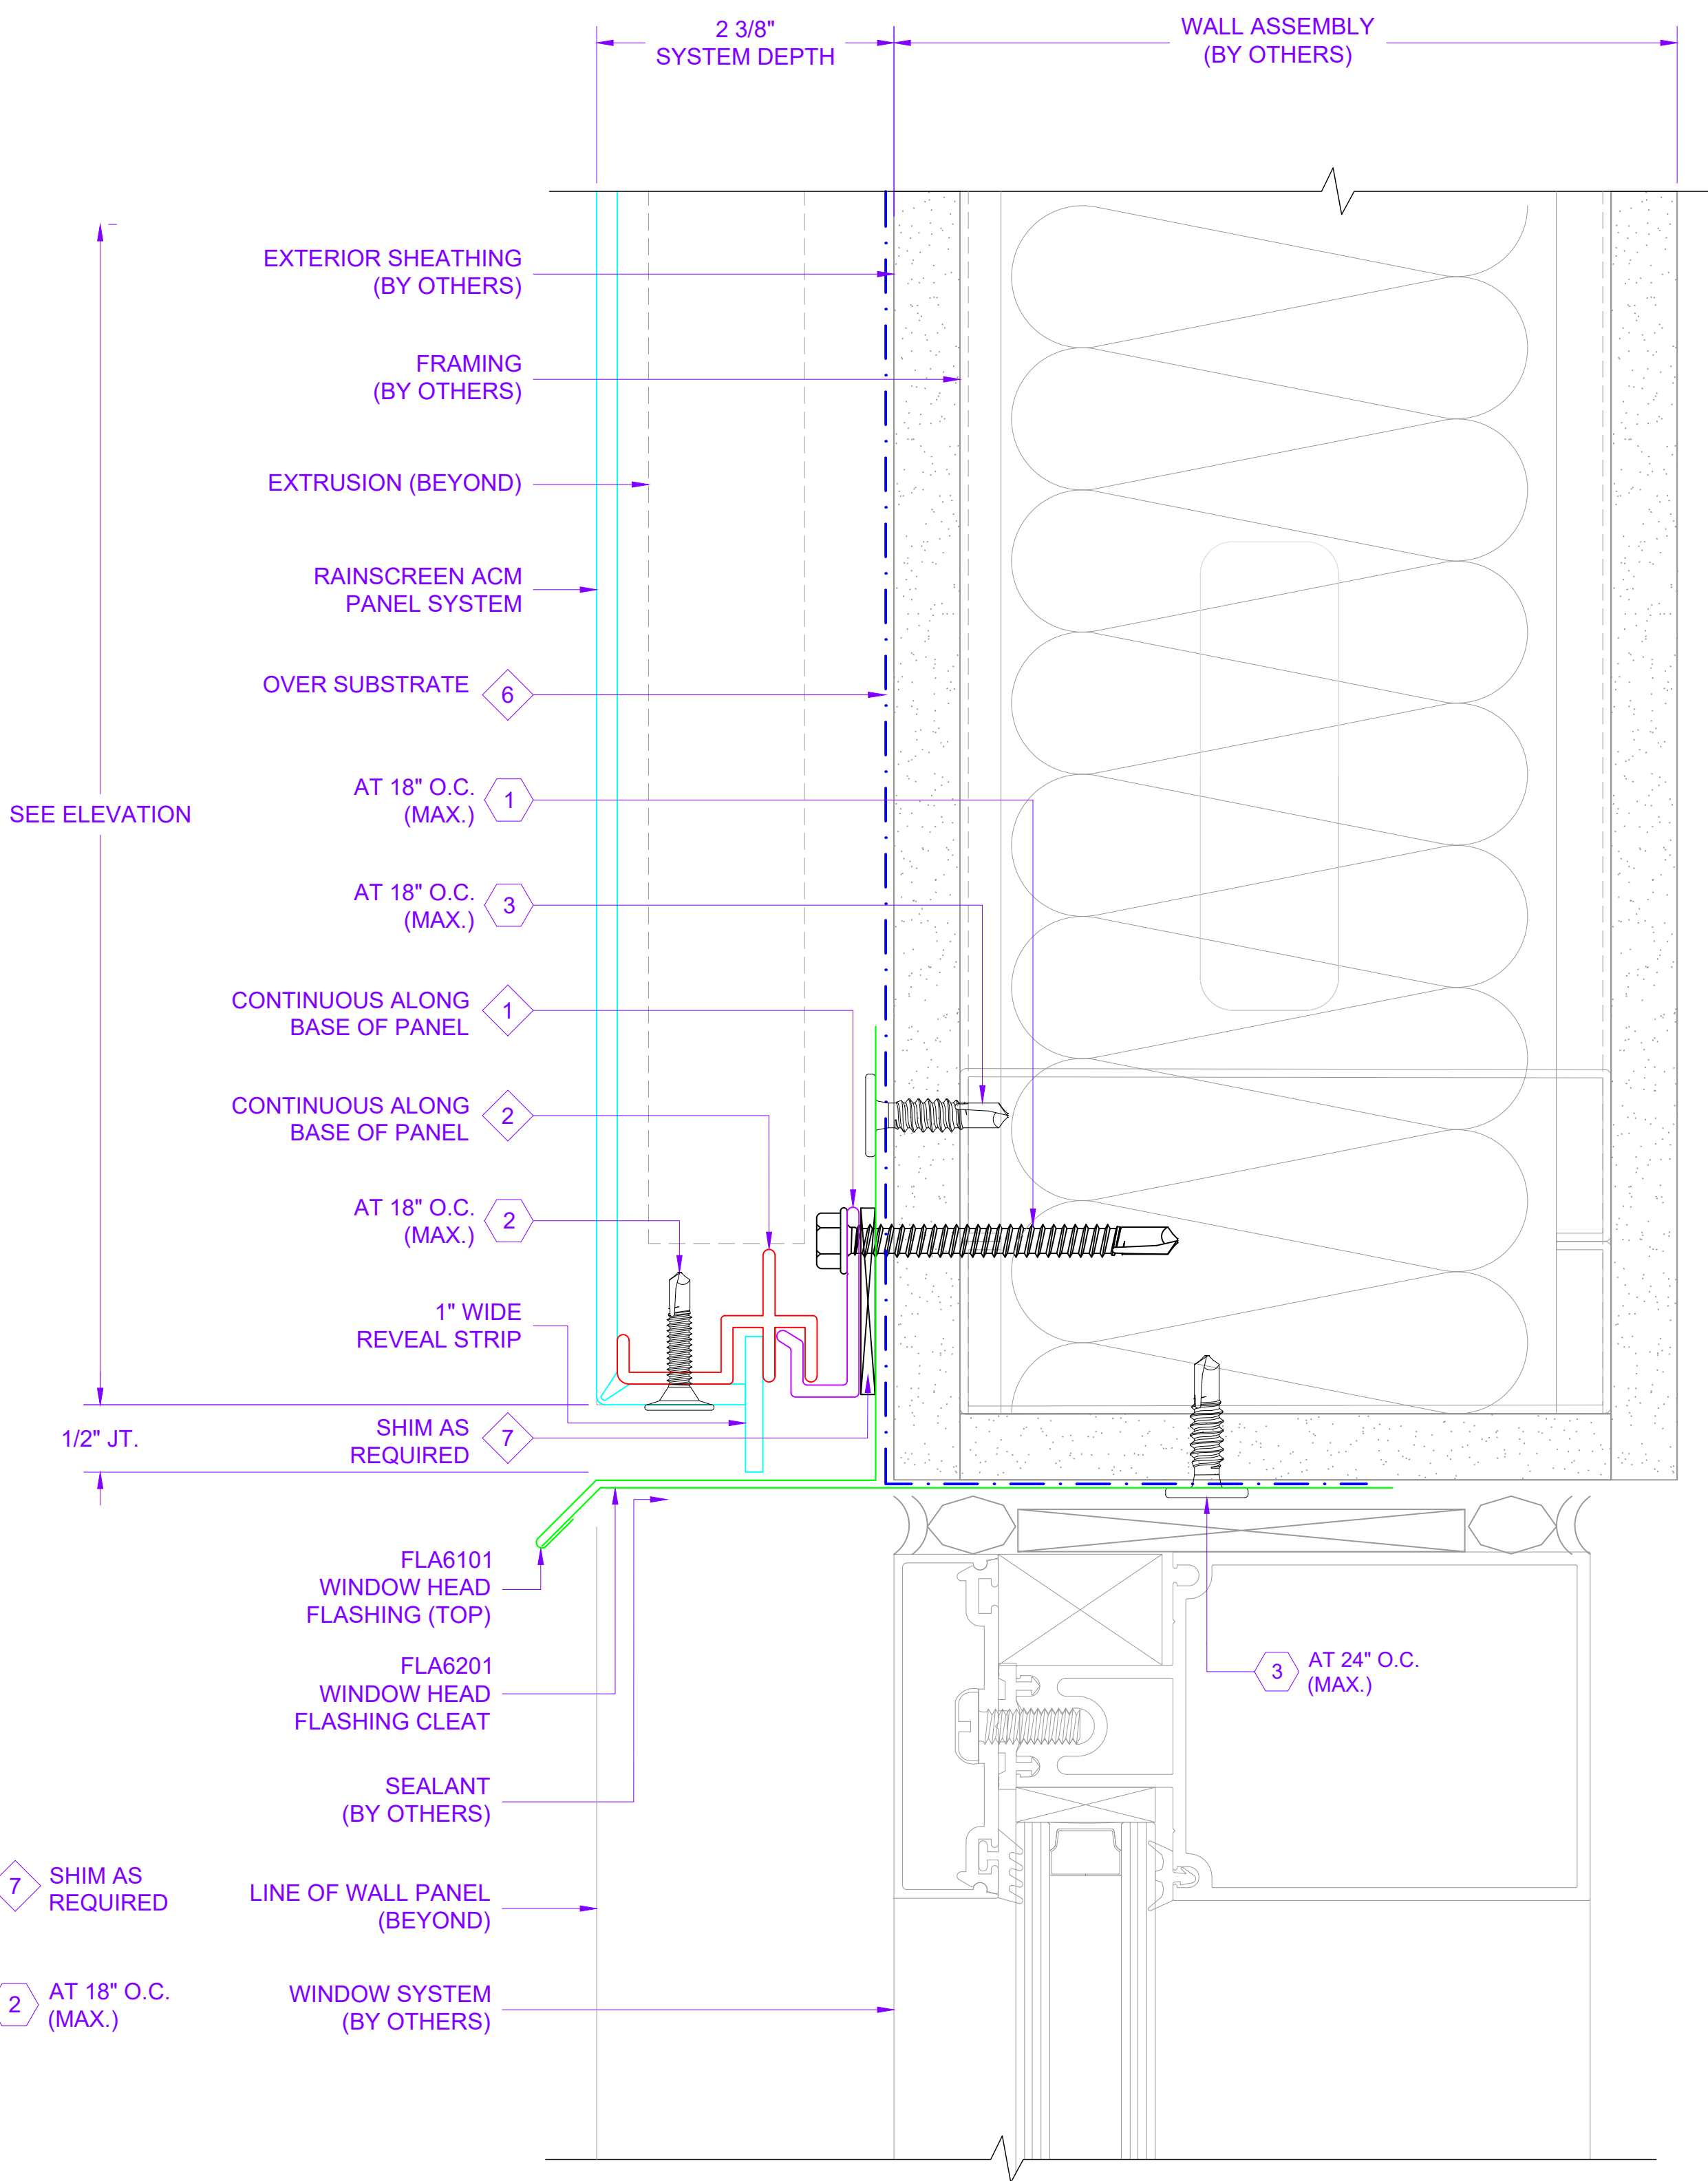 2 3/8"
SYSTEM DEPTH
WALL ASSEMBLY
(BY OTHERS)
EXTERIOR SHEATHING
(BY OTHERS)
FRAMING
(BY OTHERS)
EXTRUSION (BEYOND)
RAINSCREEN ACM
PANEL SYSTEM
OVER SUBSTRATE 6
AT 18" O.C.
(MAX.) 1
SEE ELEVATION
AT 18" O.C.
(MAX.) 3
CONTINUOUS ALONG
BASE OF PANEL 1
CONTINUOUS ALONG
BASE OF PANEL 2
AT 18" O.C.
(MAX.) 2
1" WIDE
REVEAL STRIP
1/2" JT.
SHIM AS
REQUIRED 7
FLA6101
WINDOW HEAD
FLASHING (TOP)
FLA6201
WINDOW HEAD
FLASHING CLEAT
3 AT 24" O.C.
(MAX.)
SEALANT
(BY OTHERS)
7 SHIM AS
REQUIRED
LINE OF WALL PANEL
(BEYOND)
2 AT 18" O.C.
(MAX.)
WINDOW SYSTEM
(BY OTHERS)